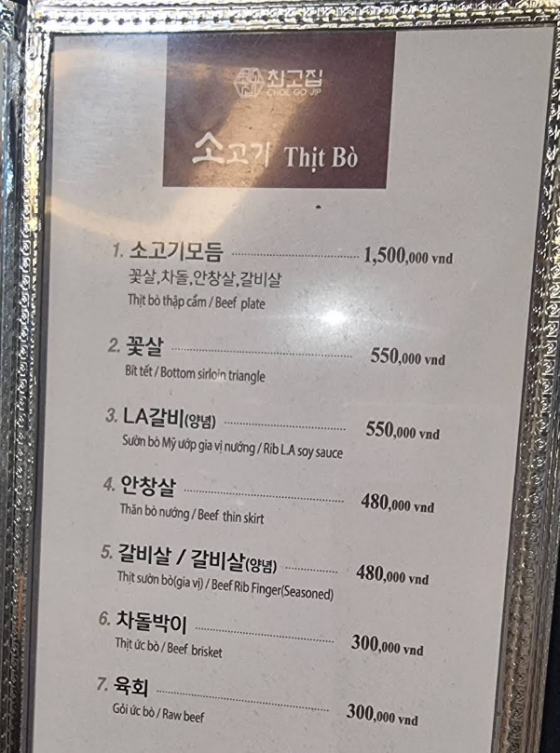 최고집
CHOE GO JIP
소고기 Thịt Bò
1. 소고기모듬 1,500,000 vnd
꽃살,차돌,안창살,갈비살
Thịt bò thập cẩm / Beef plate
2. 꽃살 550,000 vnd
Bít tết / Bottom sirloin triangle
3. LA갈비(양념) 550,000 vnd
Sườn bò Mỹ ướp gia vị nướng / Rib LA soy sauce
4. 안창살 480,000 vnd
Thăn bò nướng / Beef thin skirt
5. 갈비살 / 갈비살(양념) 480,000 vnd
Thịt sườn bò(gia vị) / Beef Rib Finger(Seasoned)
6. 차돌박이 300,000 vnd
Thịt ức bò / Beef brisket
7. 육회 300,000 vnd
Gỏi ức bò / Raw beef